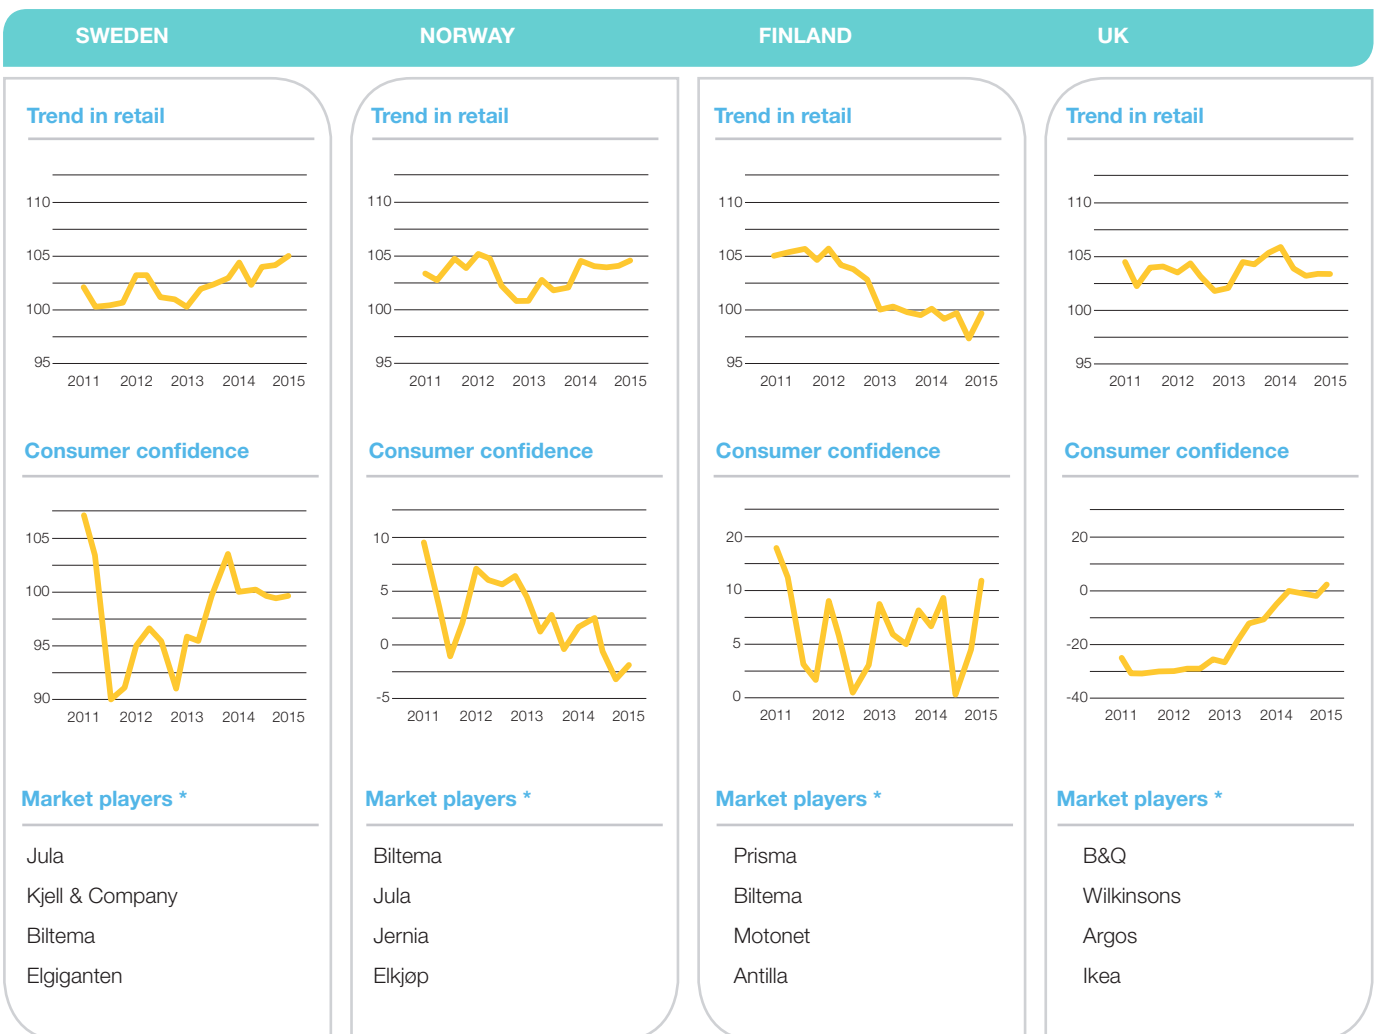 SWEDEN
NORWAY
FINLAND
UK
Trend in retail
110
105
100
95
2011 2012 2013 2014 2015
Consumer confidence
105
100
95
90
2011 2012 2013 2014 2015
Market players *
Jula
Kjell & Company
Biltema
Elgiganten
Trend in retail
110
105
100
95
2011 2012 2013 2014 2015
Consumer confidence
10
5
0
-5
2011 2012 2013 2014 2015
Market players *
Biltema
Jula
Jernia
Elkjøp
Trend in retail
110
105
100
95
2011 2012 2013 2014 2015
Consumer confidence
20
10
5
0
2011 2012 2013 2014 2015
Market players *
Prisma
Biltema
Motonet
Antilla
Trend in retail
110
105
100
95
2011 2012 2013 2014 2015
Consumer confidence
20
0
-20
-40
2011 2012 2013 2014 2015
Market players *
B&Q
Wilkinsons
Argos
Ikea